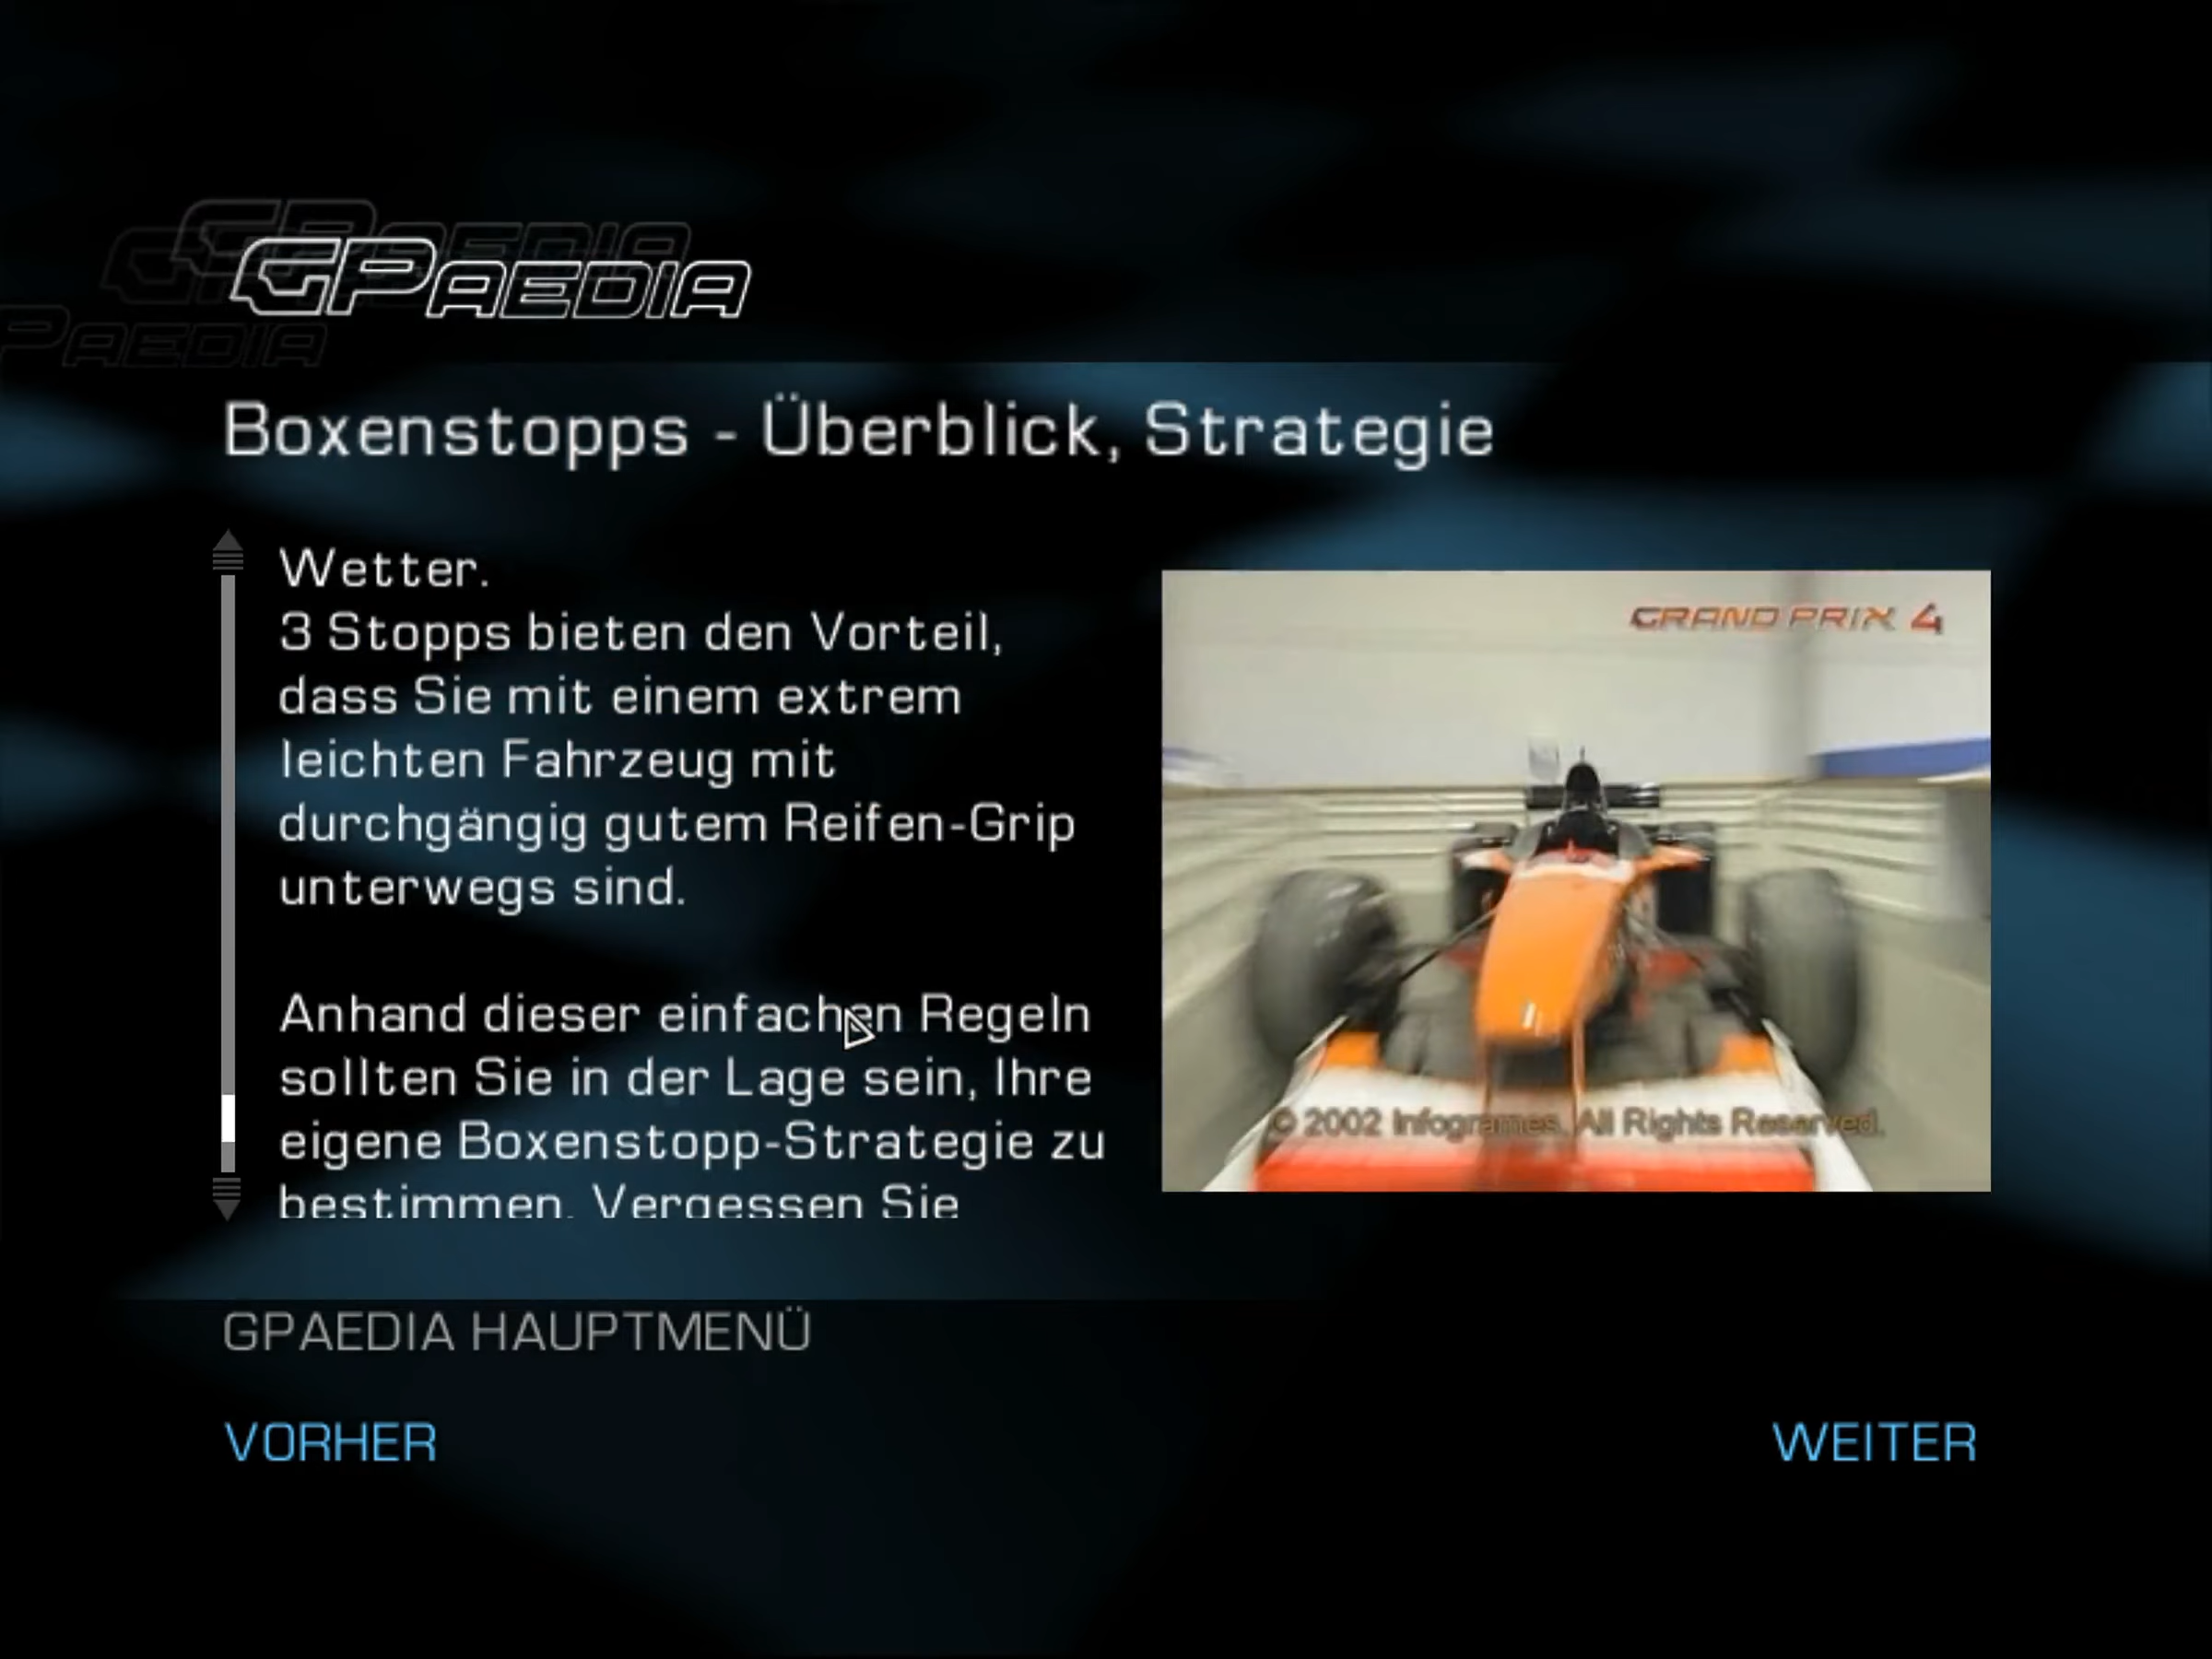 GPAEDIA
Boxenstopps - Überblick, Strategie
Wetter.
3 Stopps bieten den Vorteil,
dass Sie mit einem extrem
leichten Fahrzeug mit
durchgängig gutem Reifen-Grip
unterwegs sind.
Anhand dieser einfachen Regeln
sollten Sie in der Lage sein, Ihre
eigene Boxenstopp-Strategie zu
bestimmen. Vergessen Sie
GRAND PRIX 4
© 2002 Infogrames. All Rights Reserved.
GPAEDIA HAUPTMENÜ
VORHER
WEITER